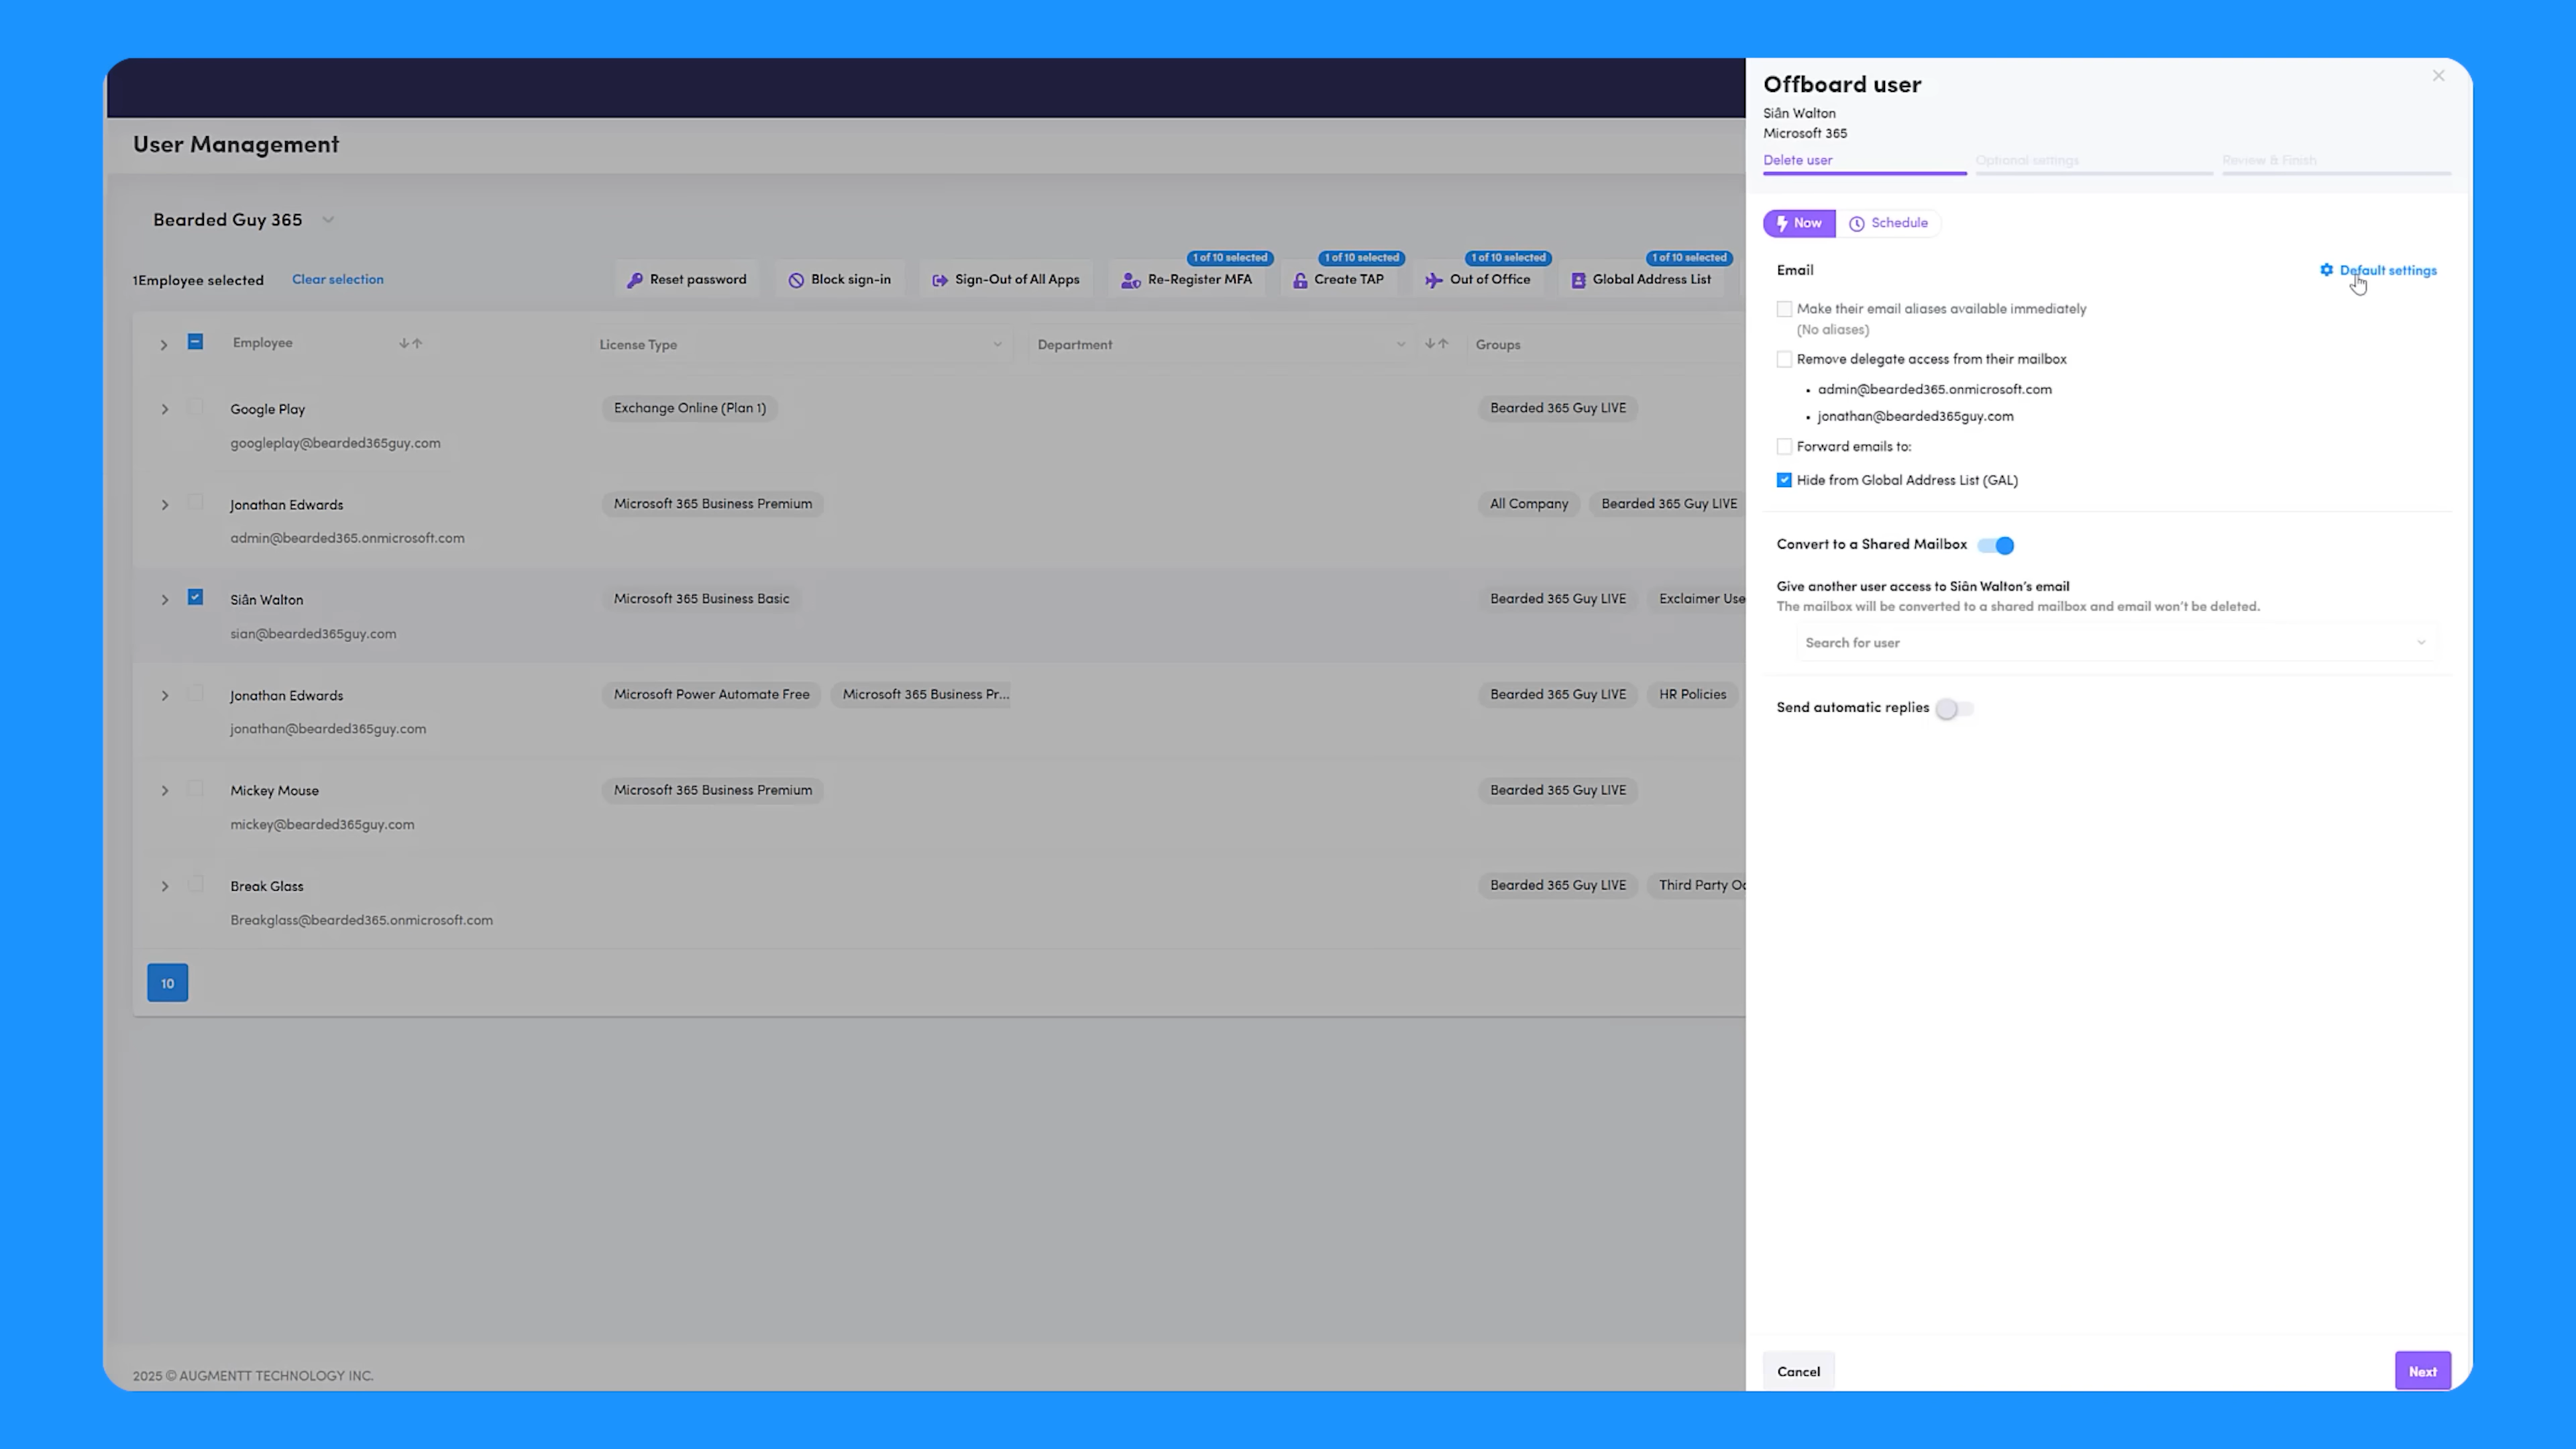 User Management
Bearded Guy 365
1Employee selected
Clear selection
Reset password
Block sign-in
Sign-Out of All Apps
1 of 10 selected
Re-Register MFA
1 of 10 selected
Create TAP
1 of 10 selected
Out of Office
1 of 10 selected
Global Address List
Employee
License Type
Department
Groups
Google Play
googleplay@bearded365guy.com
Exchange Online (Plan 1)
Bearded 365 Guy LIVE
Jonathan Edwards
admin@bearded365.onmicrosoft.com
Microsoft 365 Business Premium
All Company
Bearded 365 Guy LIVE
Siân Walton
sian@bearded365guy.com
Microsoft 365 Business Basic
Bearded 365 Guy LIVE
Exclaimer Use
Jonathan Edwards
jonathan@bearded365guy.com
Microsoft Power Automate Free
Microsoft 365 Business Pr...
Bearded 365 Guy LIVE
HR Policies
Mickey Mouse
mickey@bearded365guy.com
Microsoft 365 Business Premium
Bearded 365 Guy LIVE
Break Glass
Breakglass@bearded365.onmicrosoft.com
Bearded 365 Guy LIVE
Third Party
10
2025 © AUGMENTT TECHNOLOGY INC.
Offboard user
Siân Walton
Microsoft 365
Delete user
Optional settings
Review & Finish
Now
Schedule
Email
Default settings
Make their email aliases available immediately
(No aliases)
Remove delegate access from their mailbox
• admin@bearded365.onmicrosoft.com
• jonathan@bearded365guy.com
Forward emails to:
Hide from Global Address List (GAL)
Convert to a Shared Mailbox
Give another user access to Siân Walton's email
The mailbox will be converted to a shared mailbox and email won't be deleted.
Search for user
Send automatic replies
Cancel
Next